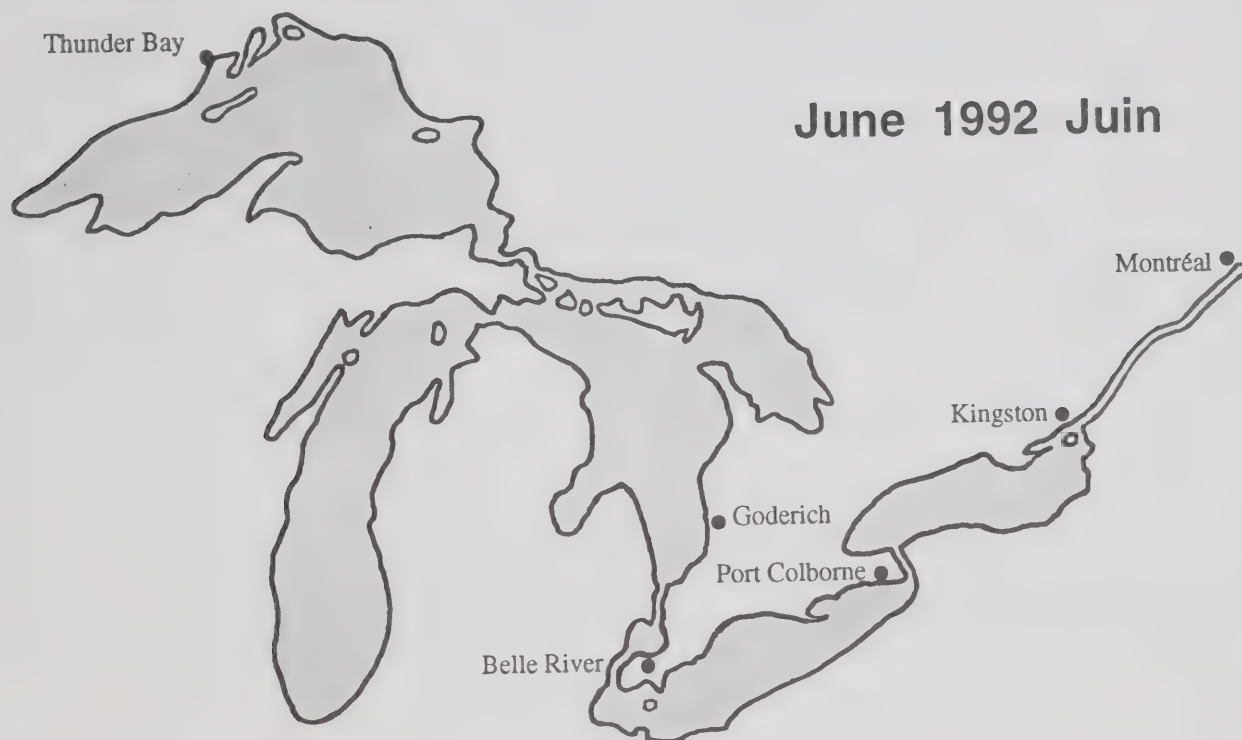 Thunder Bay
June 1992 Juin
Montréal
Kingston
Goderich
Port Colborne
Belle River